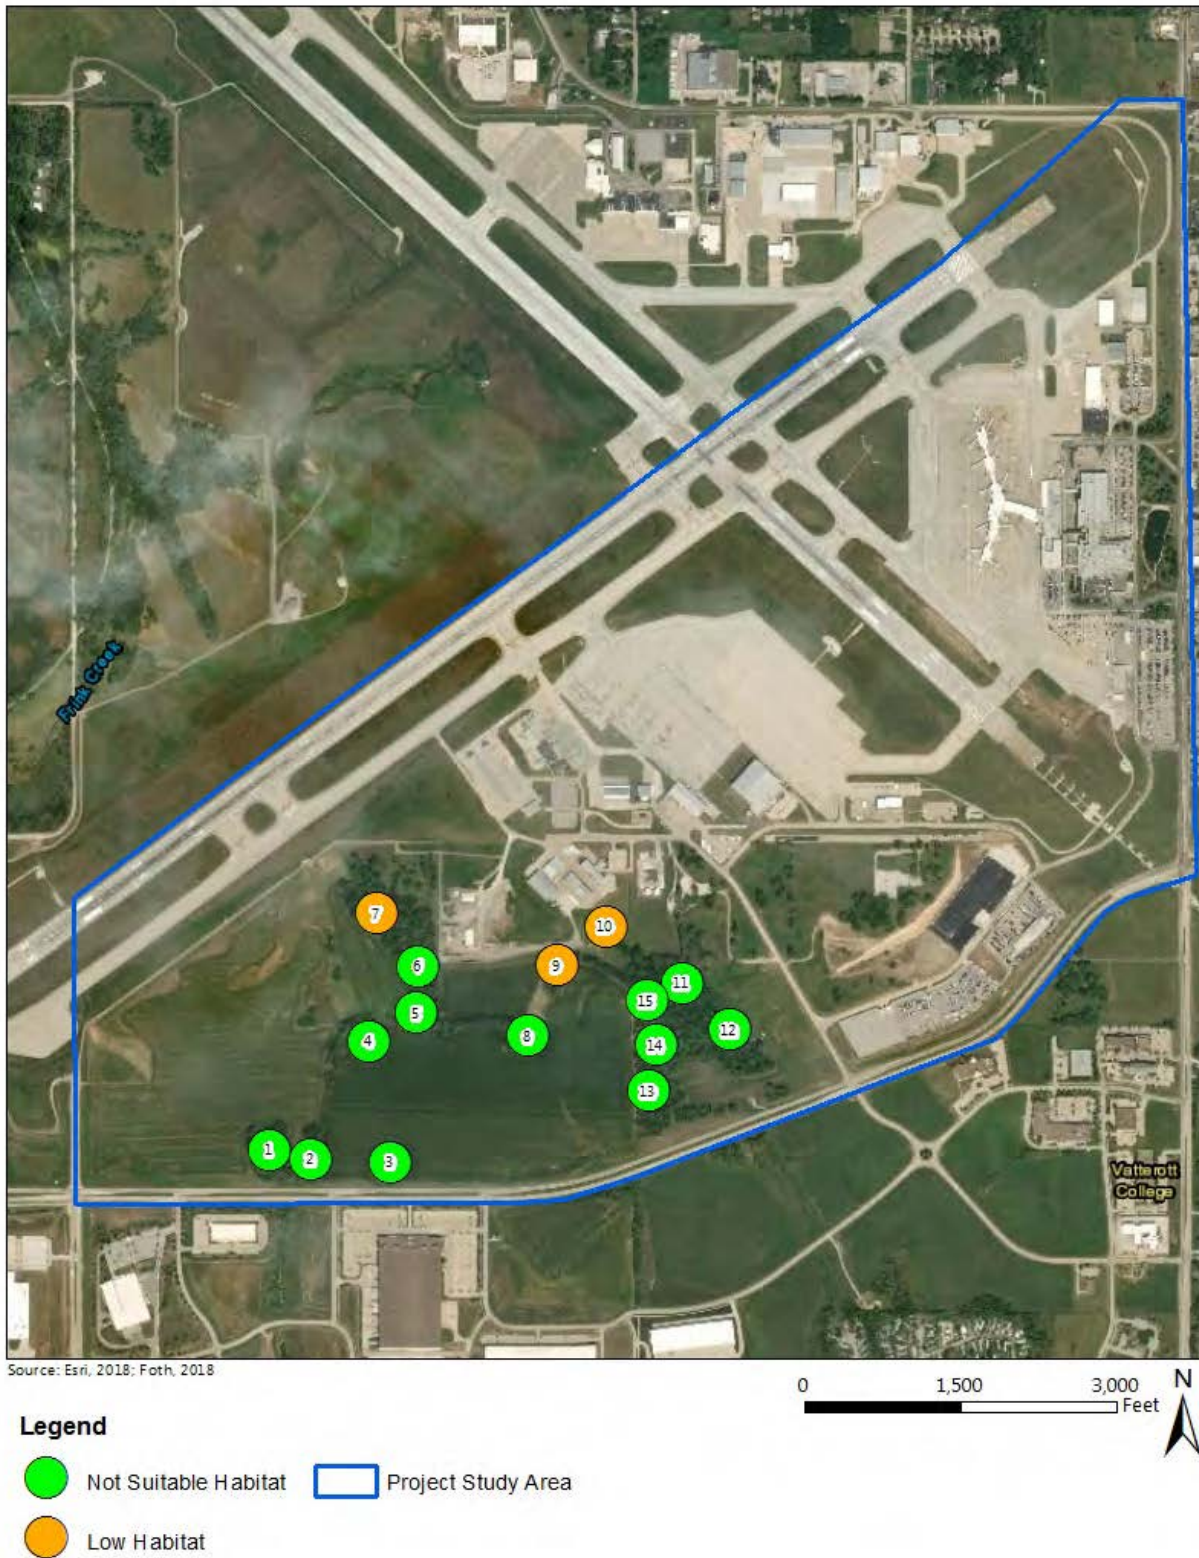 Frink Creek
7
10
6
9
11
15
5
8
12
4
14
13
1
2
3
Vatterott
College
Source: Esri, 2018; Foth, 2018
0 1,500 3,000
Feet
N
Legend
Not Suitable Habitat
Project Study Area
Low Habitat